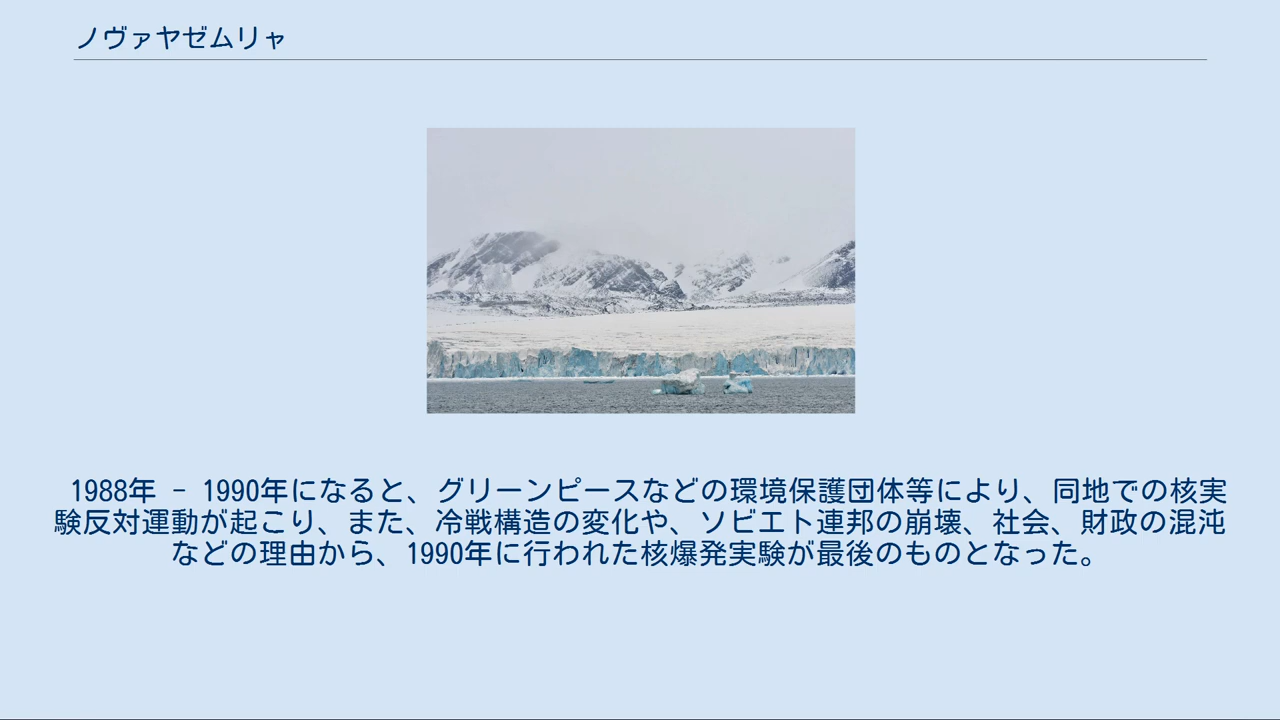 ノヴァヤゼムリャ
1988年 - 1990年になると、グリーンピースなどの環境保護団体等により、同地での核実
験反対運動が起こり、また、冷戦構造の変化や、ソビエト連邦の崩壊、社会、財政の混沌
などの理由から、1990年に行われた核爆発実験が最後のものとなった。